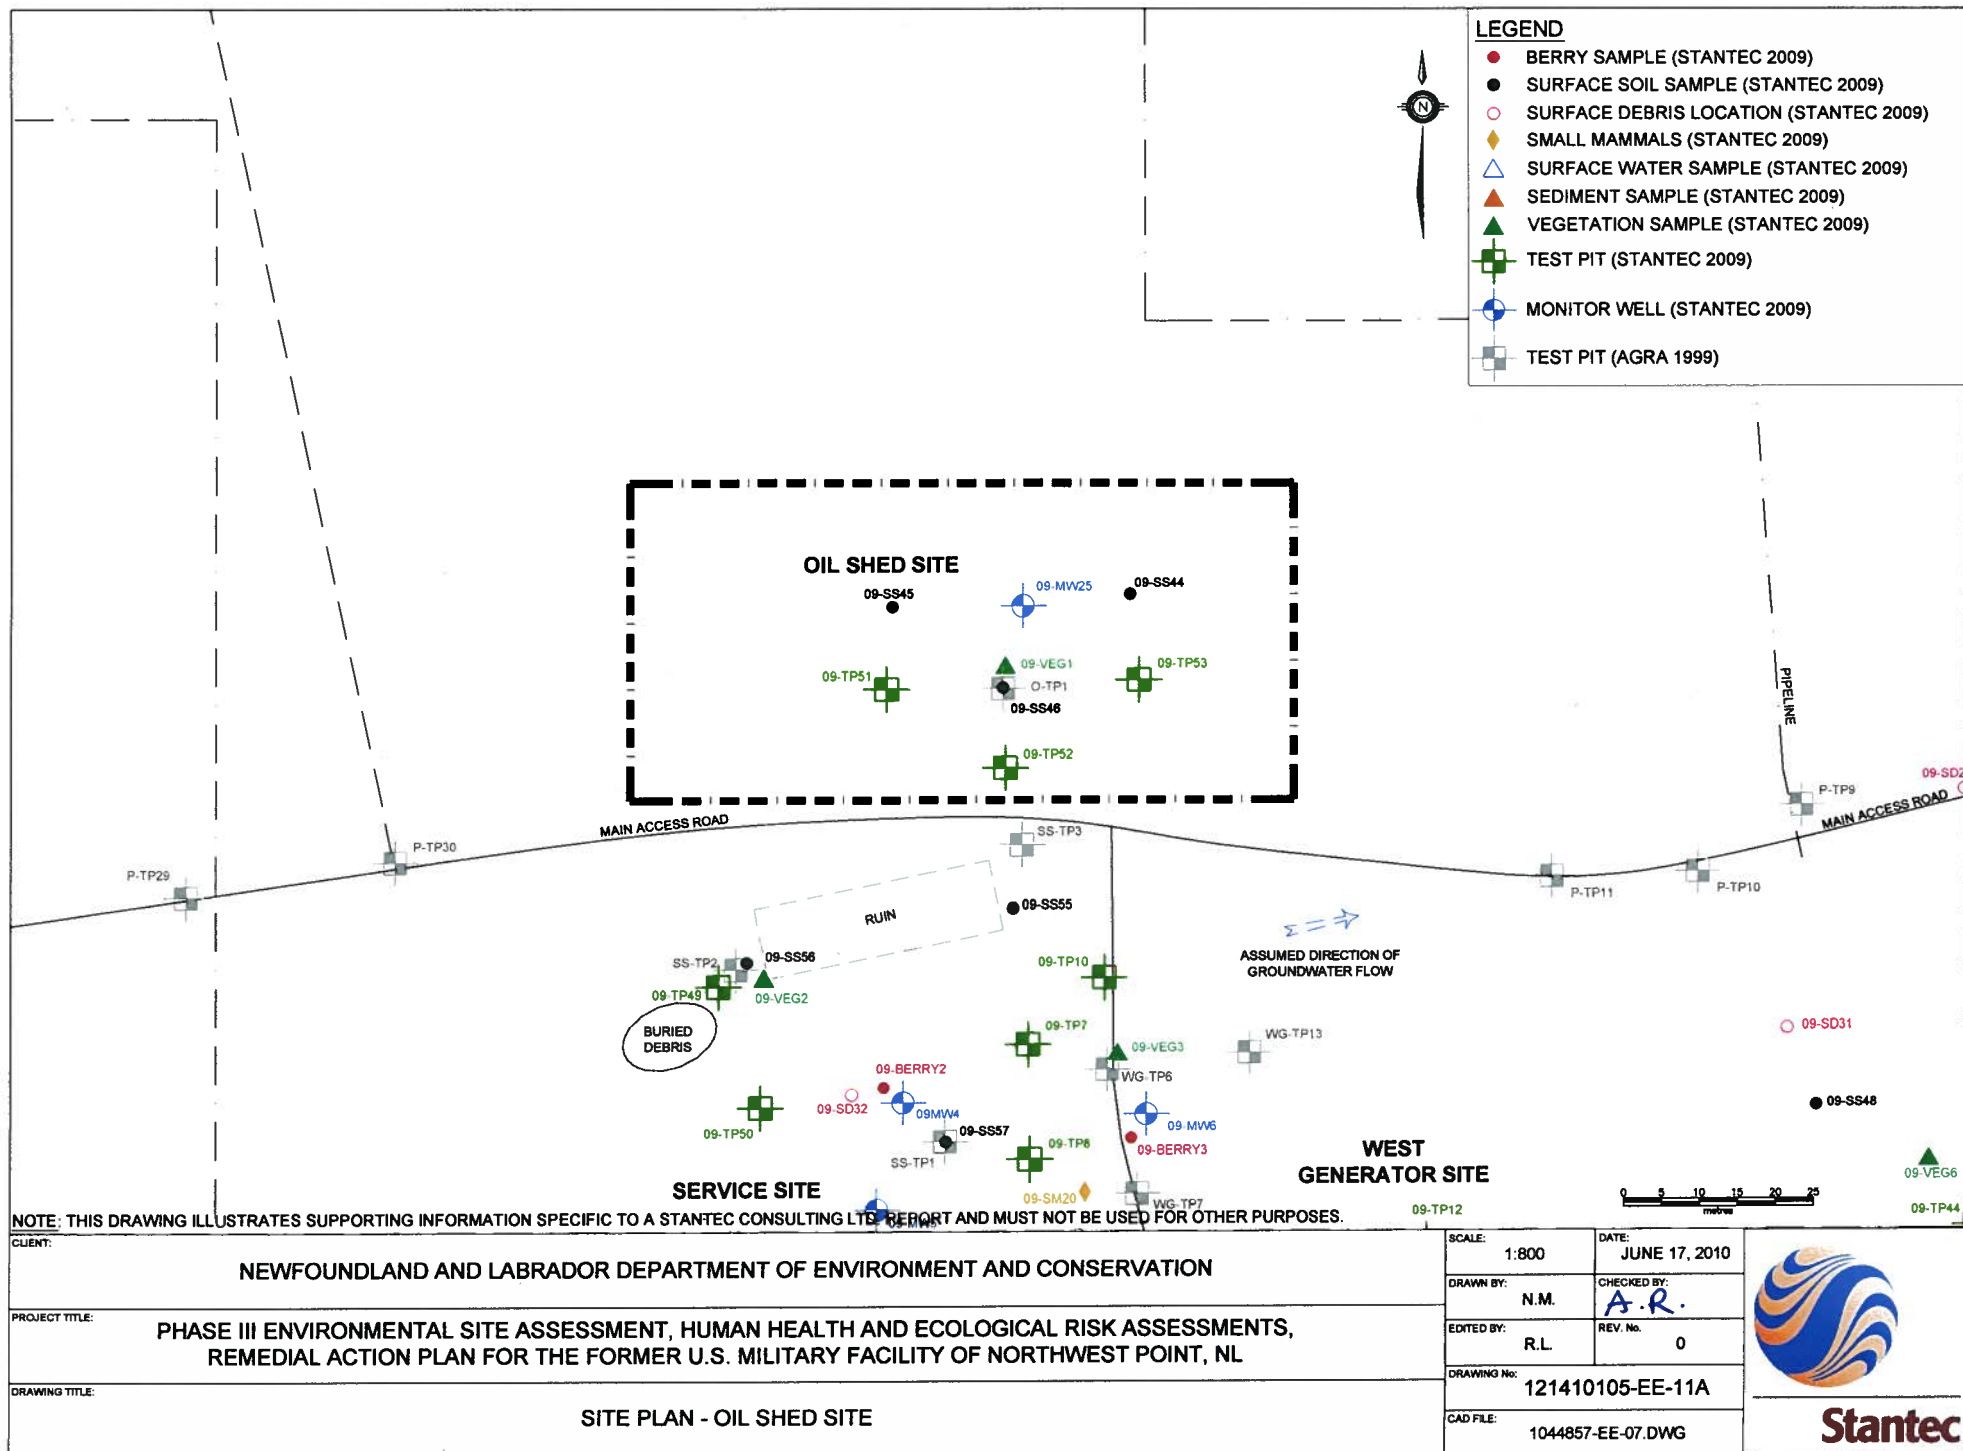 LEGEND
BERRY SAMPLE (STANTEC 2009)
SURFACE SOIL SAMPLE (STANTEC 2009)
SURFACE DEBRIS LOCATION (STANTEC 2009)
SMALL MAMMALS (STANTEC 2009)
SURFACE WATER SAMPLE (STANTEC 2009)
SEDIMENT SAMPLE (STANTEC 2009)
VEGETATION SAMPLE (STANTEC 2009)
TEST PIT (STANTEC 2009)
MONITOR WELL (STANTEC 2009)
TEST PIT (AGRA 1999)
N
OIL SHED SITE
09-SS45
09-MW25
09-SS44
09-TP51
09-VEG1
O-TP1
09-SS46
09-TP53
09-TP52
PIPELINE
09-SD2
P-TP9
MAIN ACCESS ROAD
MAIN ACCESS ROAD
SS-TP3
P-TP30
P-TP29
P-TP11
P-TP10
RUIN
09-SS55
ASSUMED DIRECTION OF
GROUNDWATER FLOW
SS-TP2
09-SS56
09-TP49
09-VEG2
09-TP10
BURIED
DEBRIS
09-TP7
09-VEG3
WG-TP13
09-SD31
WG-TP6
09-BERRY2
09-SD32
09MW4
09-MW6
09-SS48
09-TP50
09-SS57
SS-TP1
09-TP8
09-BERRY3
WEST
GENERATOR SITE
09-VEG6
SERVICE SITE
09-SM20
WG-TP7
09-MW5
09-TP12
0 5 10 15 20 25
metres
09-TP44
NOTE: THIS DRAWING ILLUSTRATES SUPPORTING INFORMATION SPECIFIC TO A STANTEC CONSULTING LTD. REPORT AND MUST NOT BE USED FOR OTHER PURPOSES.
CLIENT:
NEWFOUNDLAND AND LABRADOR DEPARTMENT OF ENVIRONMENT AND CONSERVATION
PROJECT TITLE:
PHASE III ENVIRONMENTAL SITE ASSESSMENT, HUMAN HEALTH AND ECOLOGICAL RISK ASSESSMENTS,
REMEDIAL ACTION PLAN FOR THE FORMER U.S. MILITARY FACILITY OF NORTHWEST POINT, NL
DRAWING TITLE:
SITE PLAN - OIL SHED SITE
SCALE:
1:800
DATE:
JUNE 17, 2010
DRAWN BY:
N.M.
CHECKED BY:
A.R.
EDITED BY:
R.L.
REV. No.
0
DRAWING No:
121410105-EE-11A
CAD FILE:
1044857-EE-07.DWG
Stantec